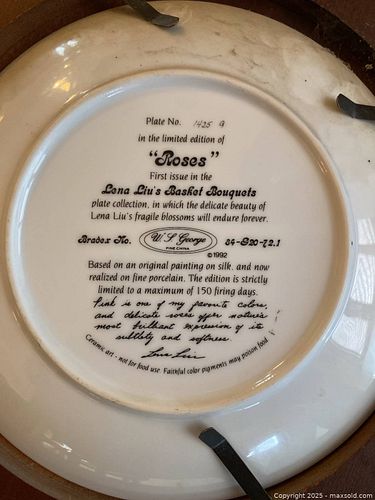 Plate No. 1425 G
in the limited edition of
"Roses"
First issue in the
Lena Liu's Basket Bouquets
plate collection, in which the delicate beauty of
Lena Liu's fragile blossoms will endure forever.
Bradex No. W. S. George FINE CHINA 84-G20-72.1
©1992
Based on an original painting on silk, and now
realized on fine porcelain. The edition is strictly
limited to a maximum of 150 firing days.
Pink is one of my favorite colors,
and delicate roses offer nature's
most brilliant expression of its
subtlety and softness.
Lena Liu
Ceramic art - not for food use. Faithful color pigments may poison food.
Copyright 2025 - maxsold.com